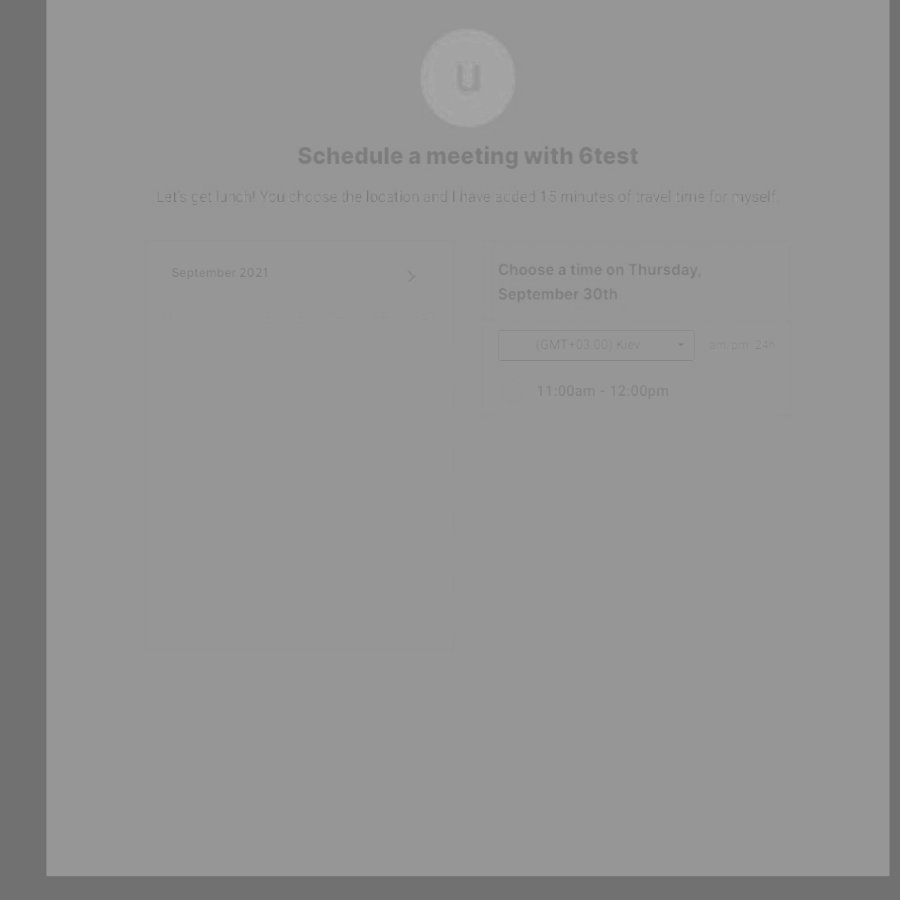 u
Schedule a meeting with 6test
Let's get lunch! You choose the location and I have added 15 minutes of travel time for myself.
September 2021
Choose a time on Thursday,
September 30th
(GMT+03:00) Kiev
am/pm 24h
11:00am - 12:00pm